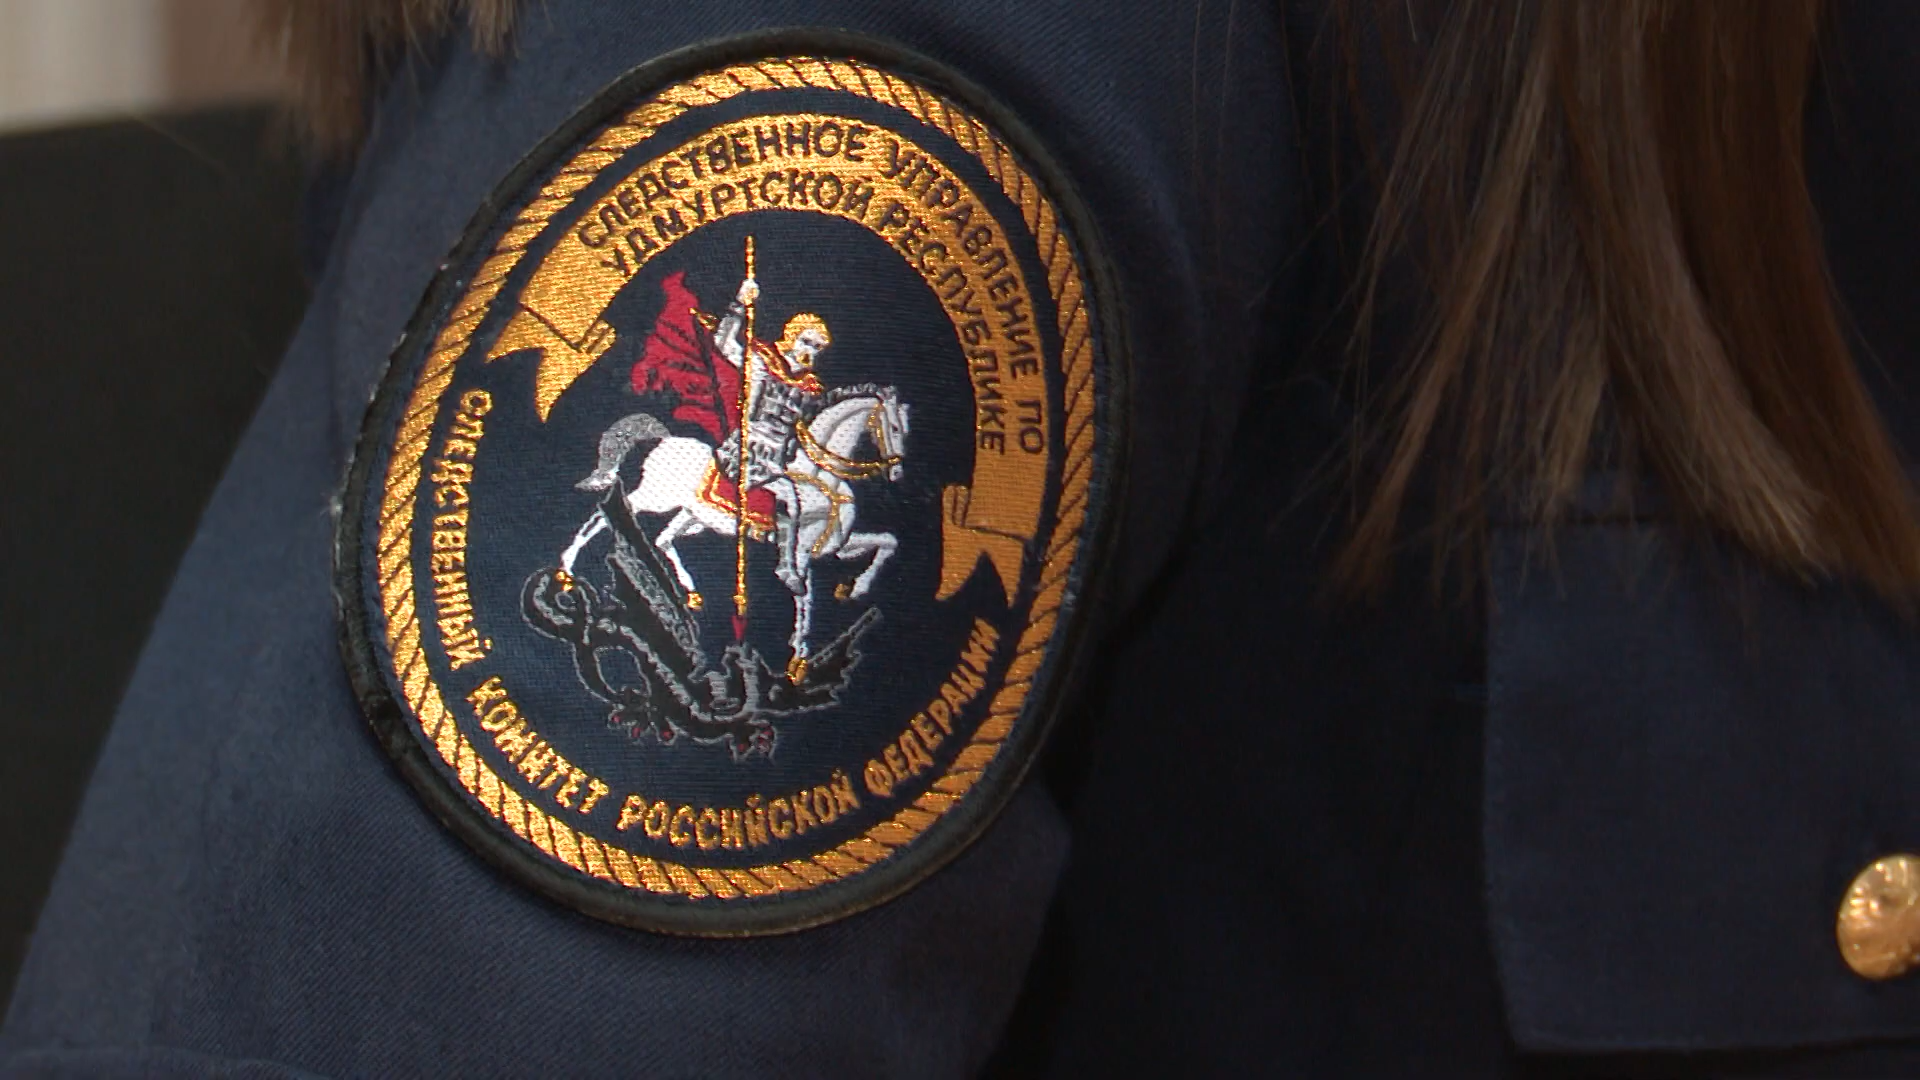 СЛЕДСТВЕННОЕ УПРАВЛЕНИЕ ПО
УДМУРТСКОЙ РЕСПУБЛИКЕ
СЛЕДСТВЕННЫЙ КОМИТЕТ РОССИЙСКОЙ ФЕДЕРАЦИИ